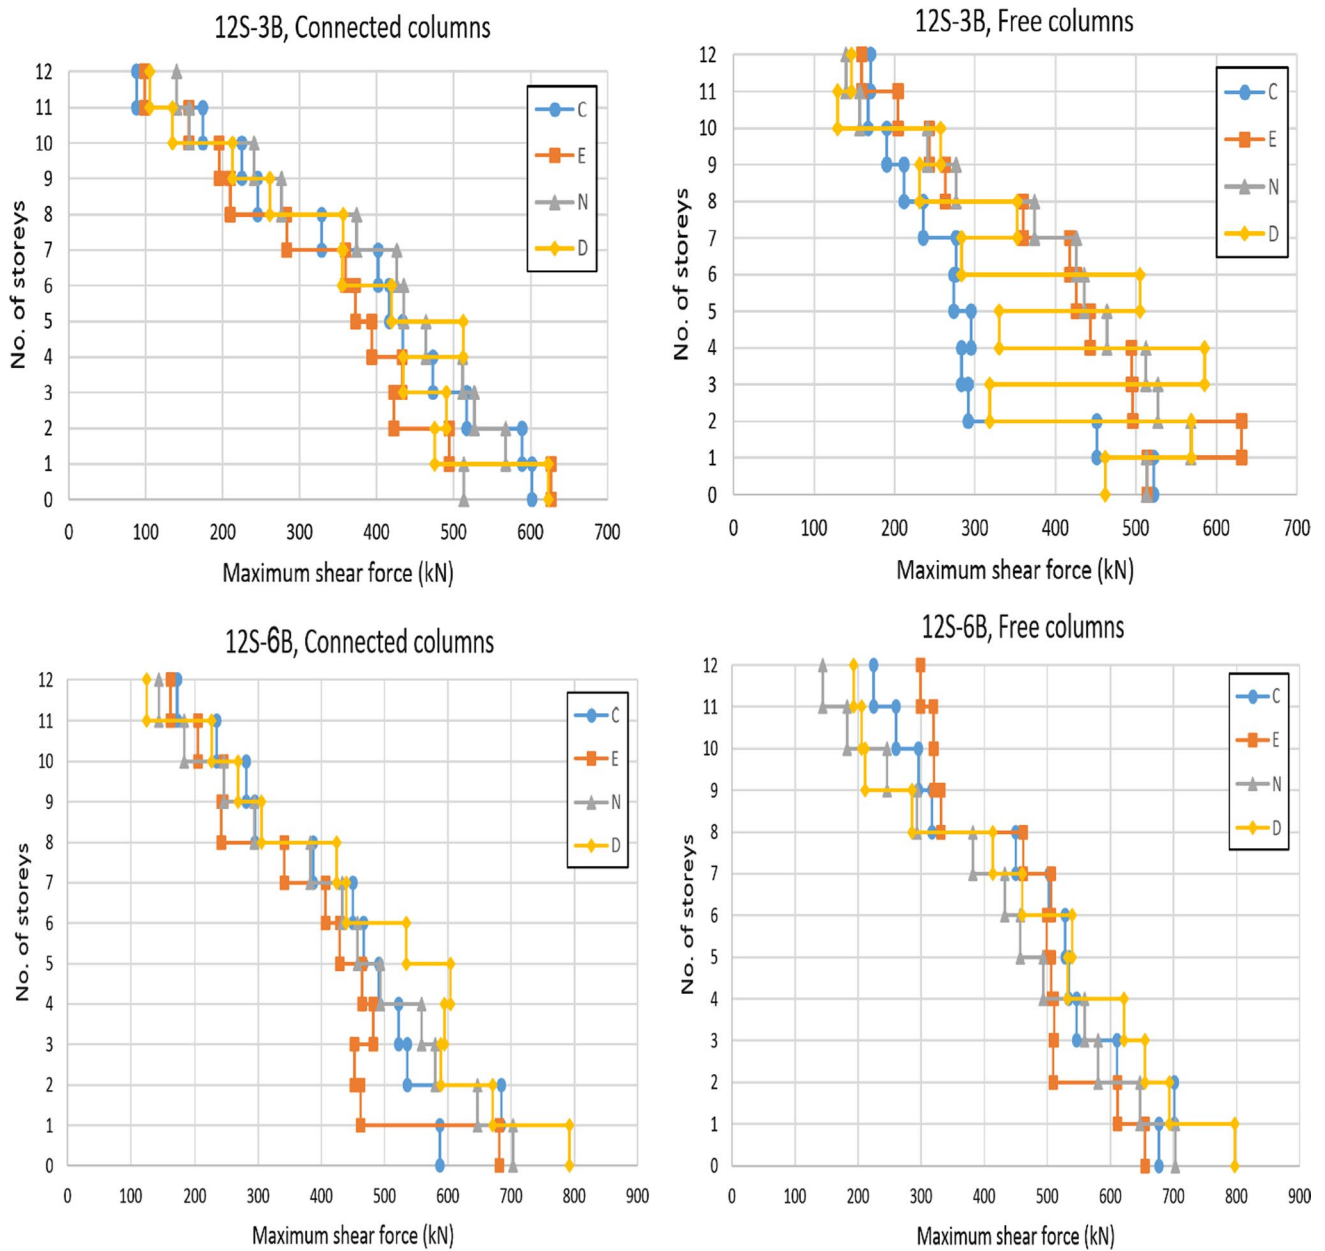 12S-3B, Connected columns
12
11
10
9
8
7
6
5
4
3
2
1
0
No. of storeys
C
E
N
D
0 100 200 300 400 500 600 700
Maximum shear force (kN)
12S-3B, Free columns
12
11
10
9
8
7
6
5
4
3
2
1
0
No. of storeys
C
E
N
D
0 100 200 300 400 500 600 700
Maximum shear force (kN)
12S-6B, Connected columns
12
11
10
9
8
7
6
5
4
3
2
1
0
No. of storeys
C
E
N
D
0 100 200 300 400 500 600 700 800 900
Maximum shear force (kN)
12S-6B, Free columns
12
11
10
9
8
7
6
5
4
3
2
1
0
No. of storeys
C
E
N
D
0 100 200 300 400 500 600 700 800 900
Maximum shear force (kN)